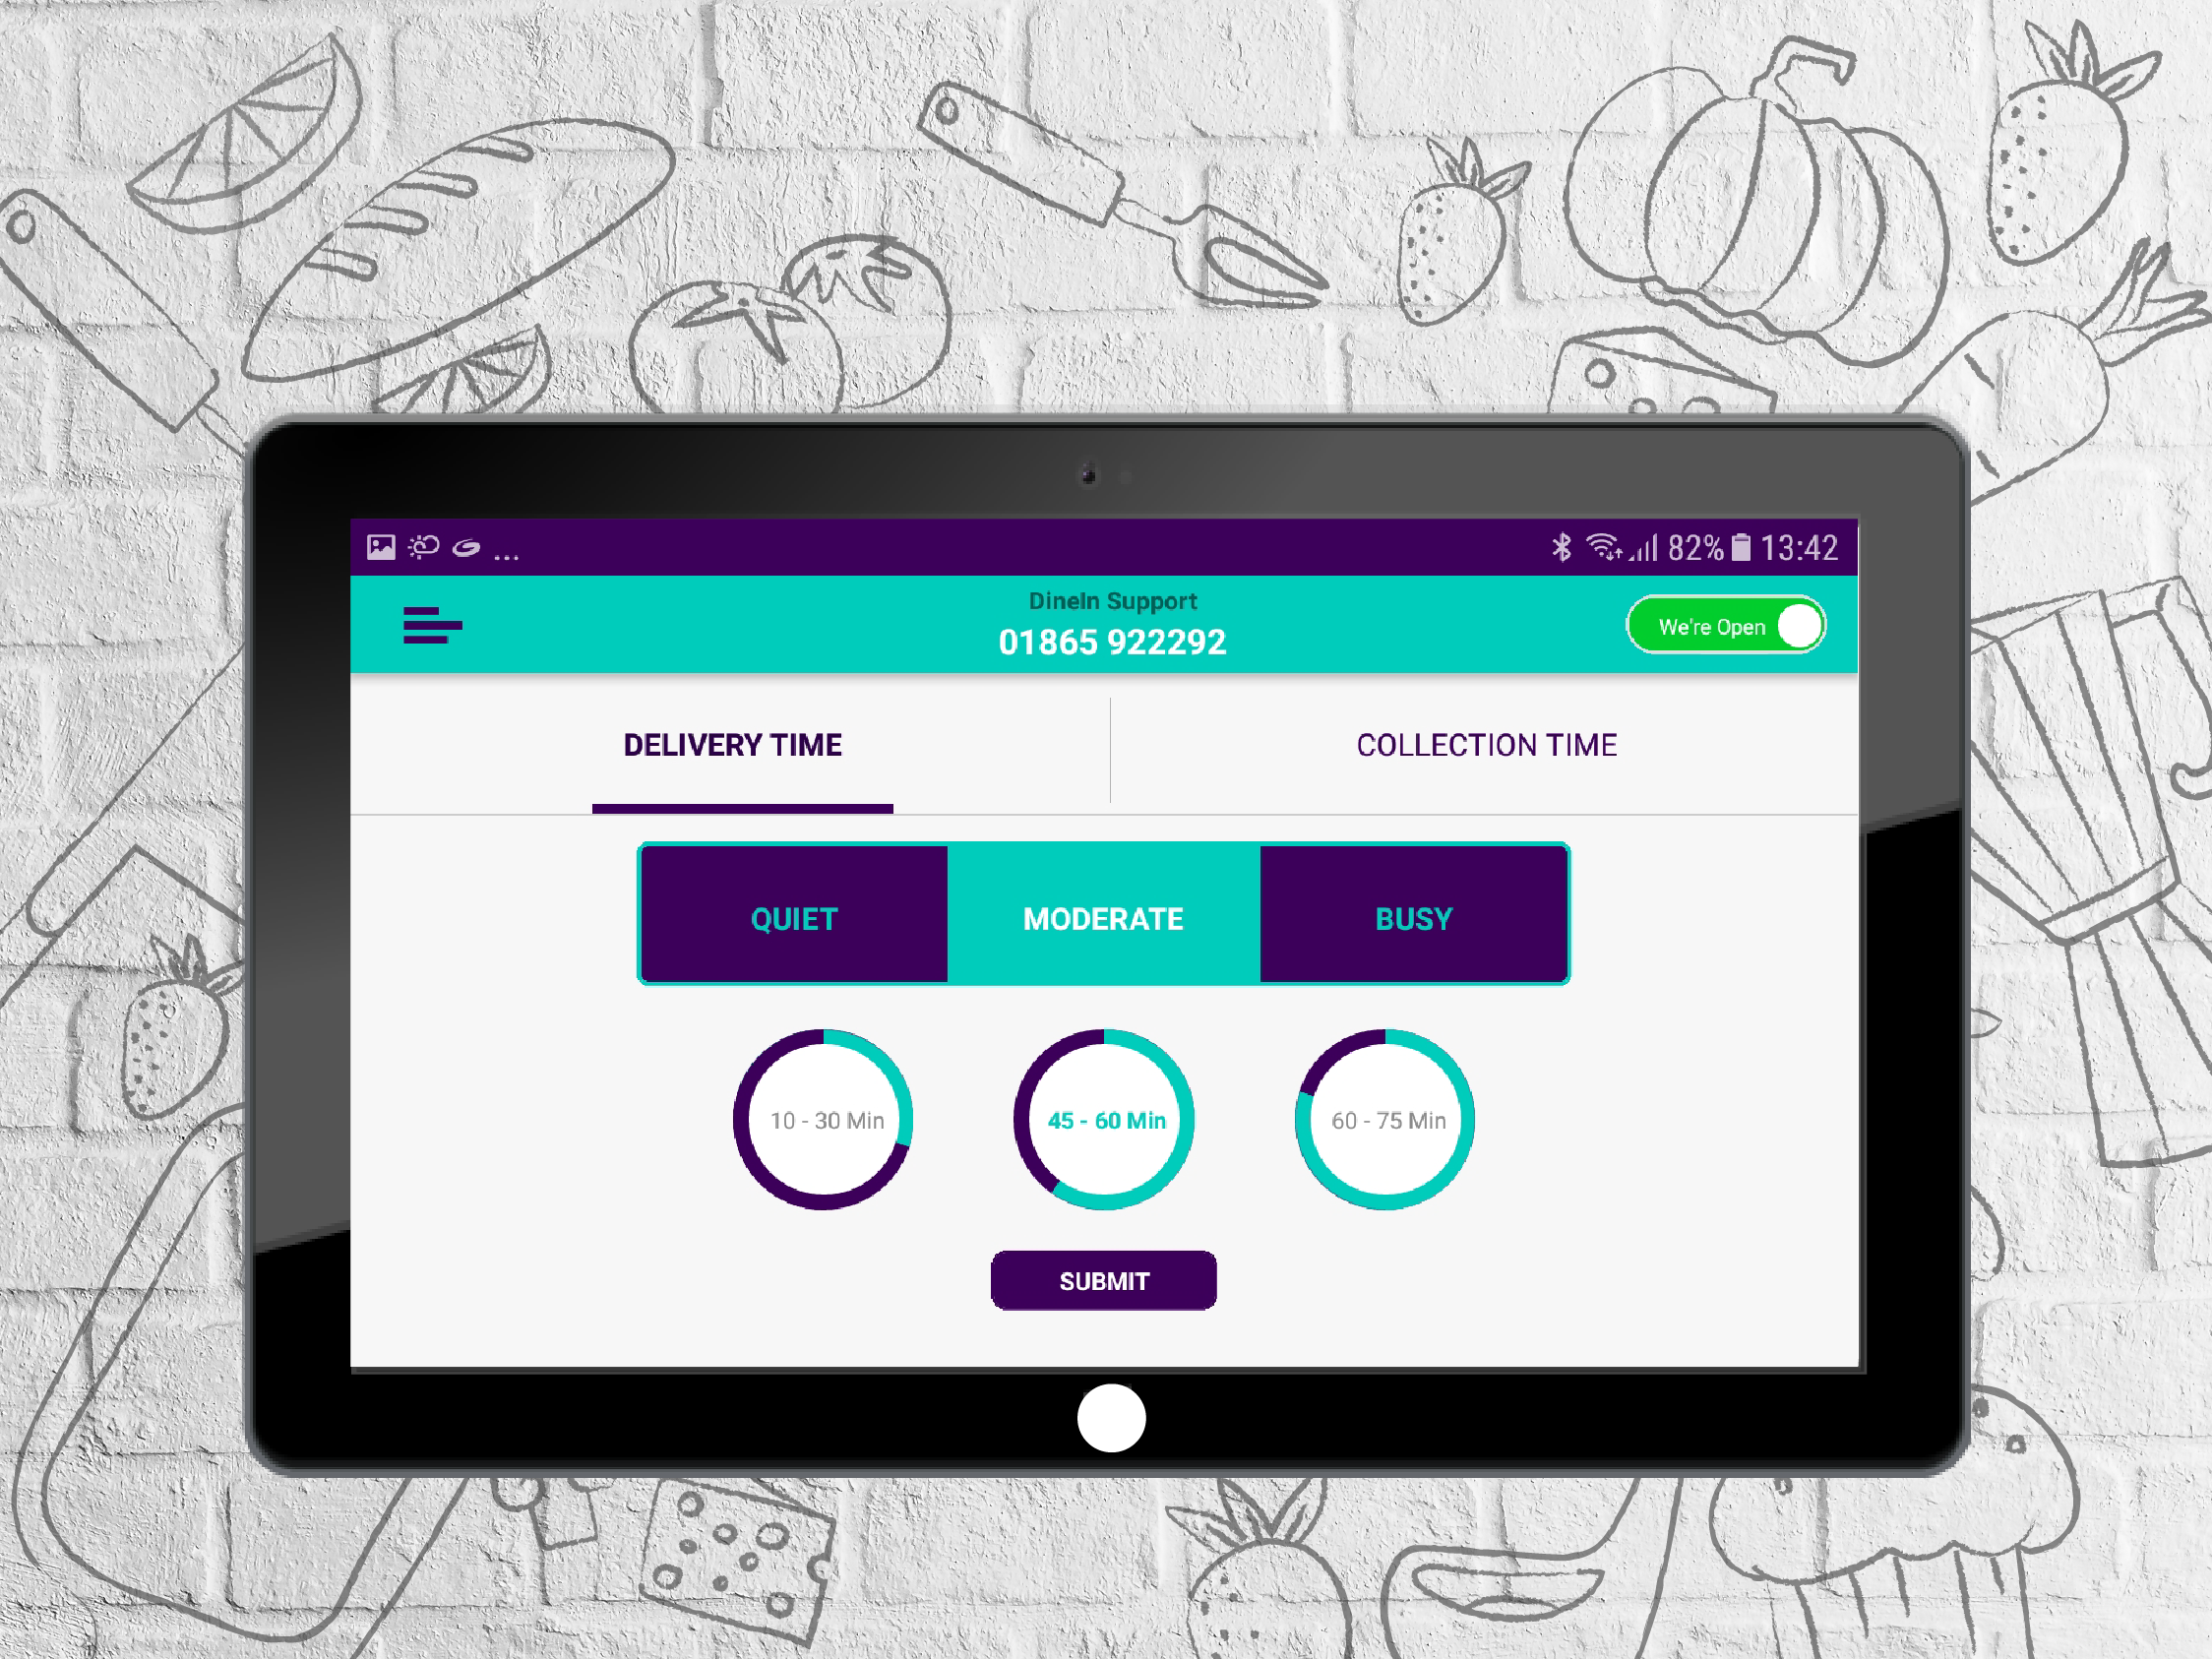 82% 13:42
DineIn Support
01865 922292
We're Open
DELIVERY TIME
COLLECTION TIME
QUIET
MODERATE
BUSY
10 - 30 Min
45 - 60 Min
60 - 75 Min
SUBMIT